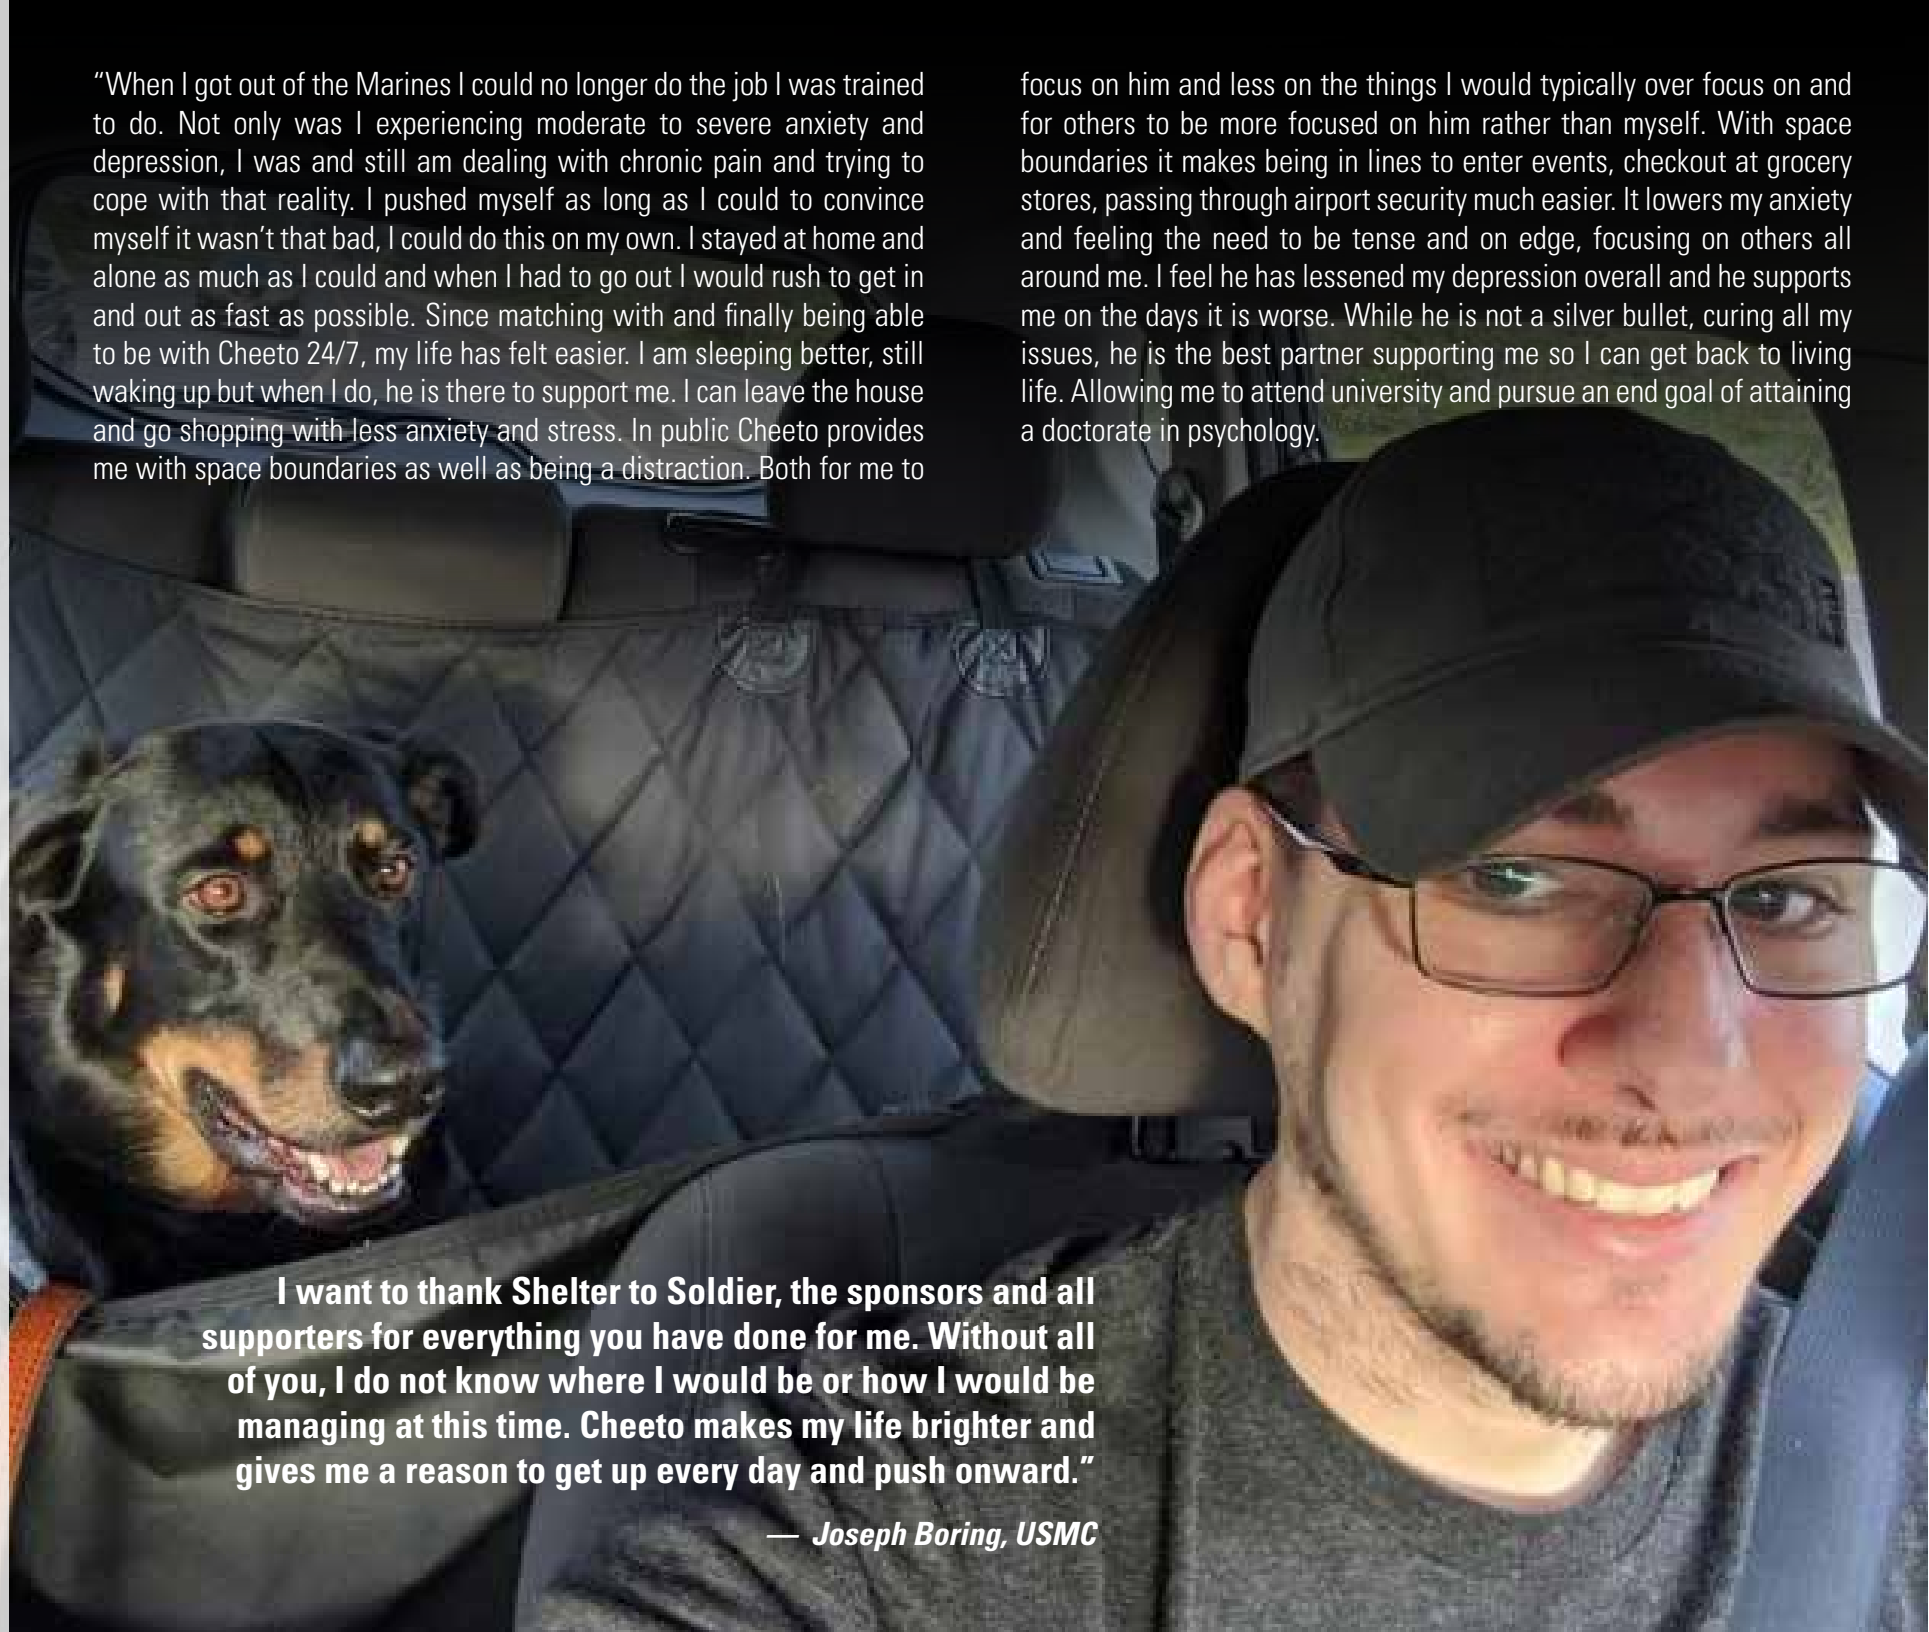 “When I got out of the Marines I could no longer do the job I was trained
to do. Not only was I experiencing moderate to severe anxiety and
depression, I was and still am dealing with chronic pain and trying to
cope with that reality. I pushed myself as long as I could to convince
myself it wasn’t that bad, I could do this on my own. I stayed at home and
alone as much as I could and when I had to go out I would rush to get in
and out as fast as possible. Since matching with and finally being able
to be with Cheeto 24/7, my life has felt easier. I am sleeping better, still
waking up but when I do, he is there to support me. I can leave the house
and go shopping with less anxiety and stress. In public Cheeto provides
me with space boundaries as well as being a distraction. Both for me to
focus on him and less on the things I would typically over focus on and
for others to be more focused on him rather than myself. With space
boundaries it makes being in lines to enter events, checkout at grocery
stores, passing through airport security much easier. It lowers my anxiety
and feeling the need to be tense and on edge, focusing on others all
around me. I feel he has lessened my depression overall and he supports
me on the days it is worse. While he is not a silver bullet, curing all my
issues, he is the best partner supporting me so I can get back to living
life. Allowing me to attend university and pursue an end goal of attaining
a doctorate in psychology.
I want to thank Shelter to Soldier, the sponsors and all
supporters for everything you have done for me. Without all
of you, I do not know where I would be or how I would be
managing at this time. Cheeto makes my life brighter and
gives me a reason to get up every day and push onward.”
— Joseph Boring, USMC